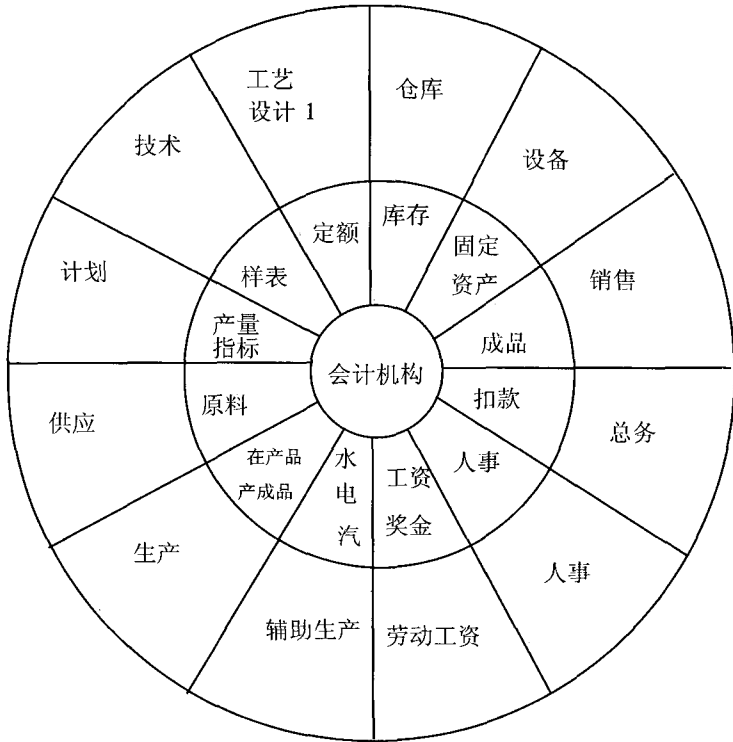 工艺
设计 1
仓库
技术
设备
计划
销售
定额
库存
样表
固定
资产
产量
指标
成品
会计机构
原料
扣款
供应
总务
在产品
产成品
水
电
汽
工资
奖金
人事
生产
人事
辅助生产
劳动工资